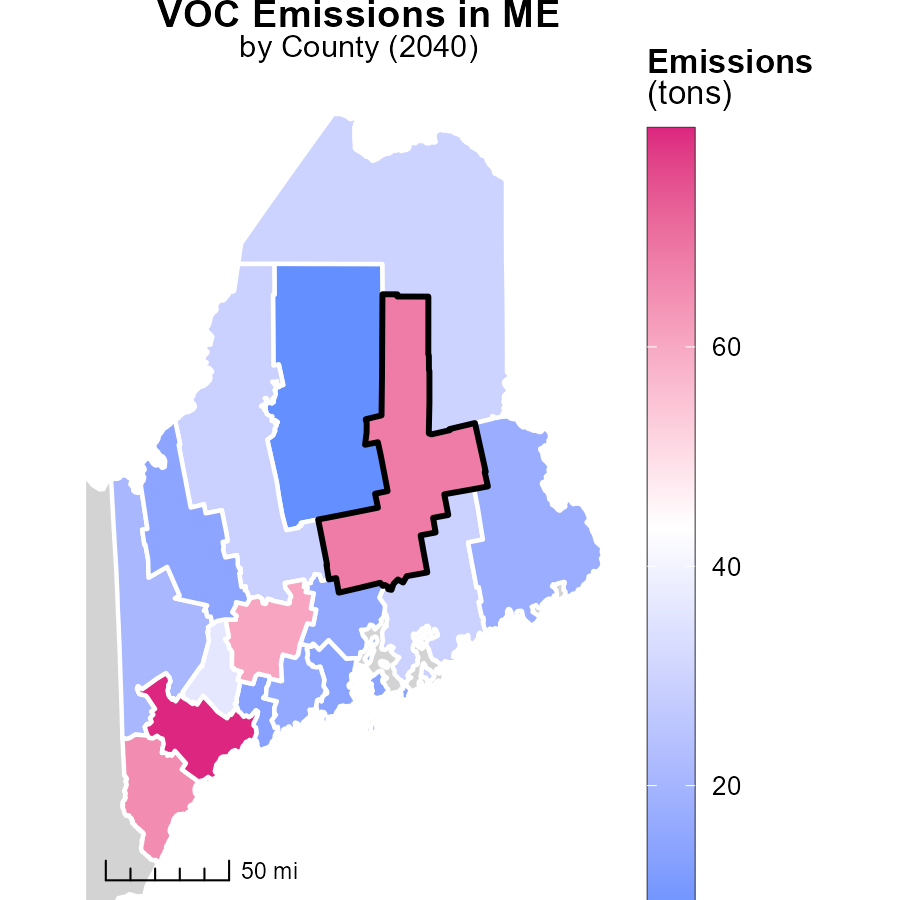 VOC Emissions in ME
by County (2040)
Emissions
(tons)
60
40
20
50 mi